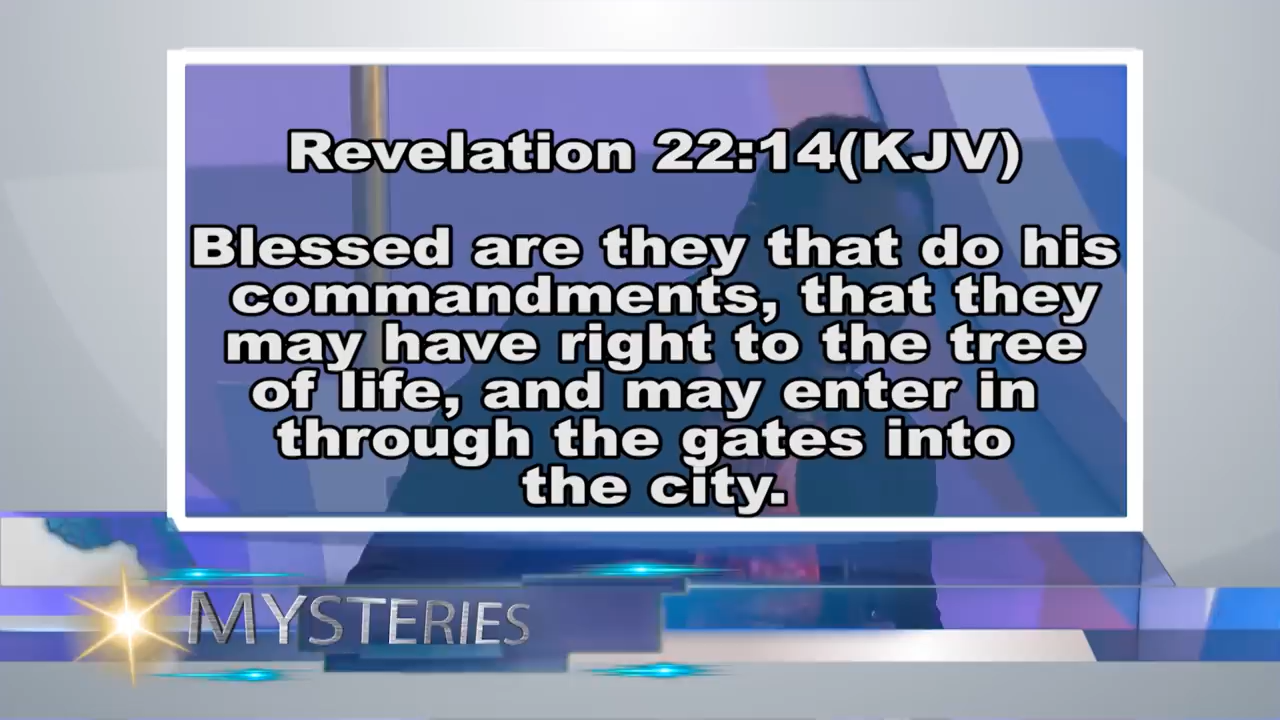 Revelation 22:14(KJV)
Blessed are they that do his
commandments, that they
may have right to the tree
of life, and may enter in
through the gates into
the city.
MYSTERIES